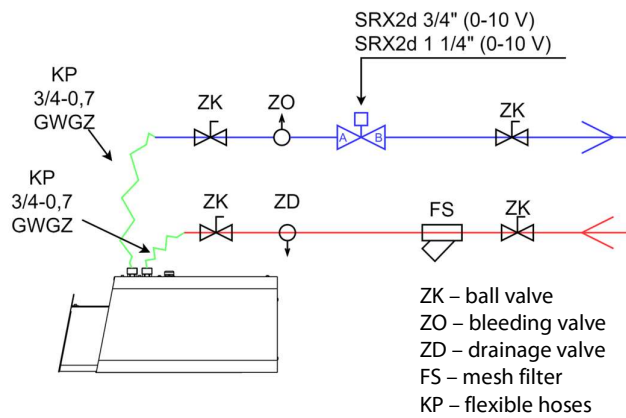 SRX2d 3/4" (0-10 V)
SRX2d 1 1/4" (0-10 V)
KP
3/4-0,7
GWGZ
ZK
ZO
A
B
ZK
KP
3/4-0,7
GWGZ
ZK
ZD
FS
ZK
ZK – ball valve
ZO – bleeding valve
ZD – drainage valve
FS – mesh filter
KP – flexible hoses